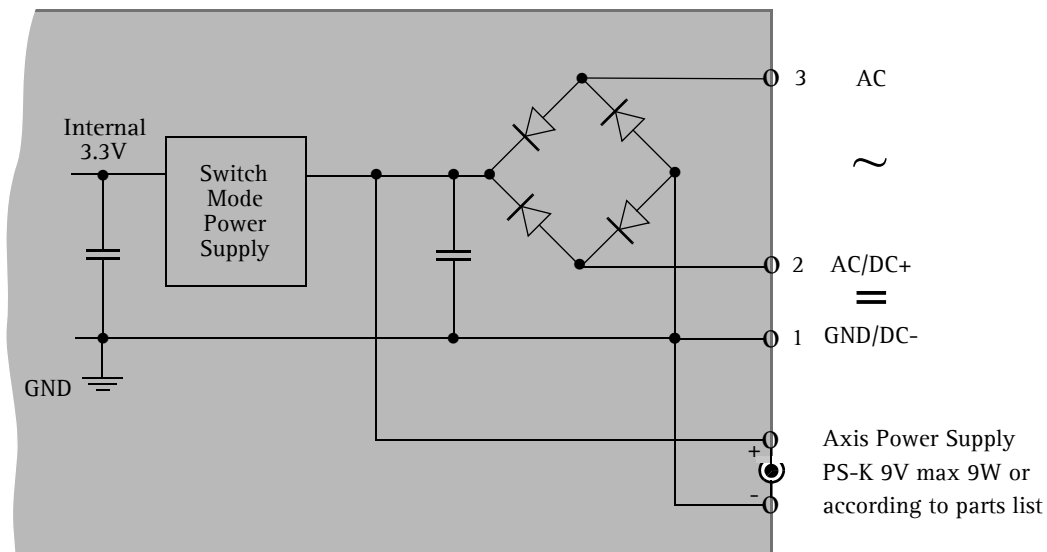 3 AC
Internal
3.3V
~
Switch
Mode
Power
Supply
2 AC/DC+
=
1 GND/DC-
GND
+
Axis Power Supply
PS-K 9V max 9W or
-
according to parts list